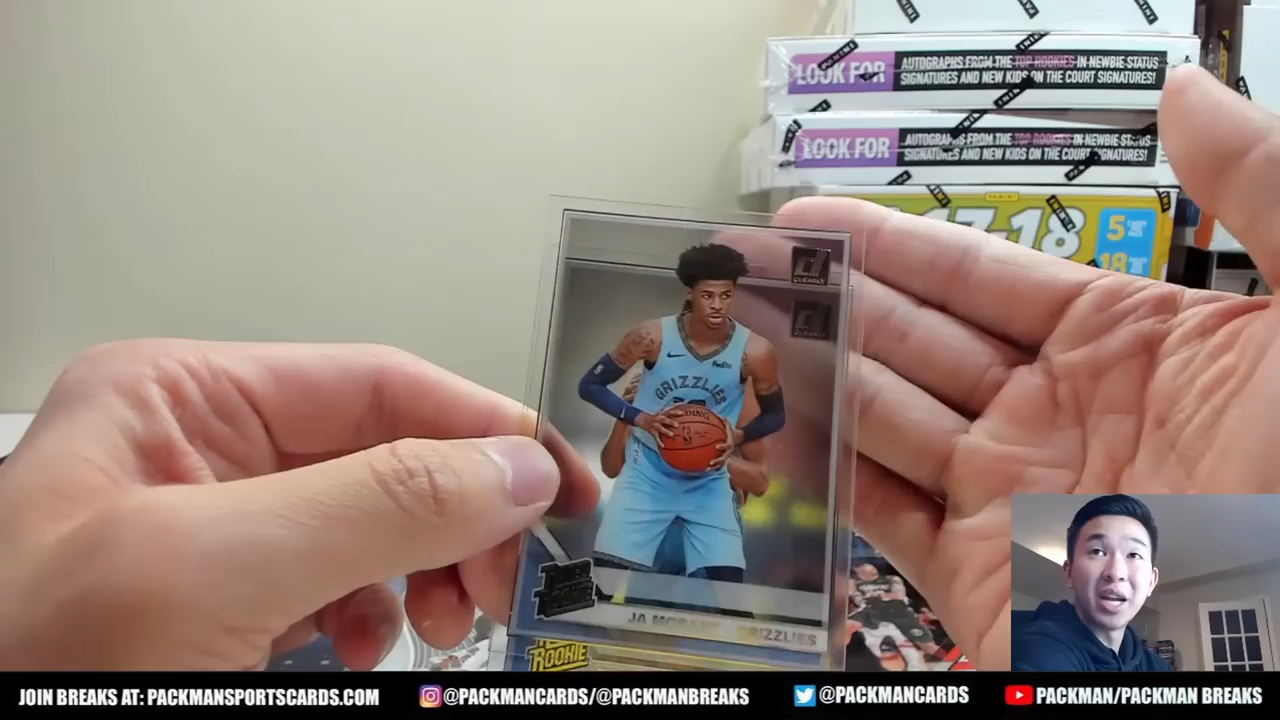 LOOK FOR
AUTOGRAPHS FROM THE TOP ROOKIES IN NEWBIE STATUS
SIGNATURES AND NEW KIDS ON THE COURT SIGNATURES!
LOOK FOR
AUTOGRAPHS FROM THE TOP ROOKIES IN NEWBIE STATUS
SIGNATURES AND NEW KIDS ON THE COURT SIGNATURES!
PANINI
17-18
5
18
CLEARLY
CLEARLY
FedEx
GRIZZLIES
JA MORANT GRIZZLIES
ROOKIE
JOIN BREAKS AT: PACKMANSPORTSCARDS.COM
@PACKMANCARDS/@PACKMANBREAKS
@PACKMANCARDS
PACKMAN/PACKMAN BREAKS